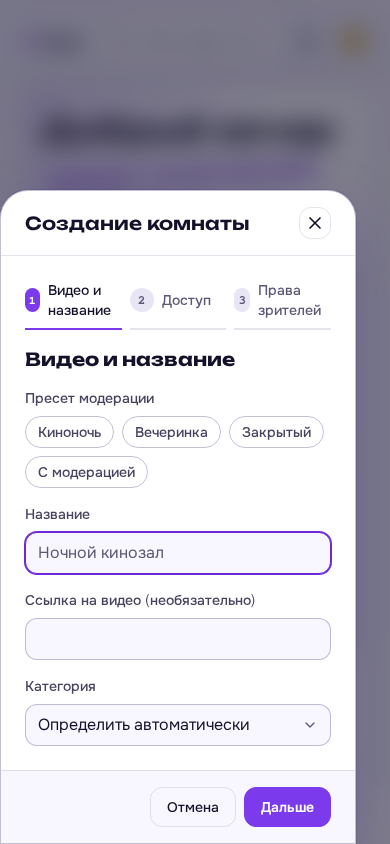 Создание комнаты
1
Видео и
название
2
Доступ
3
Права
зрителей
Видео и название
Пресет модерации
Киноночь
Вечеринка
Закрытый
С модерацией
Название
Ночной кинозал
Ссылка на видео (необязательно)
Категория
Определить автоматически
Отмена
Дальше